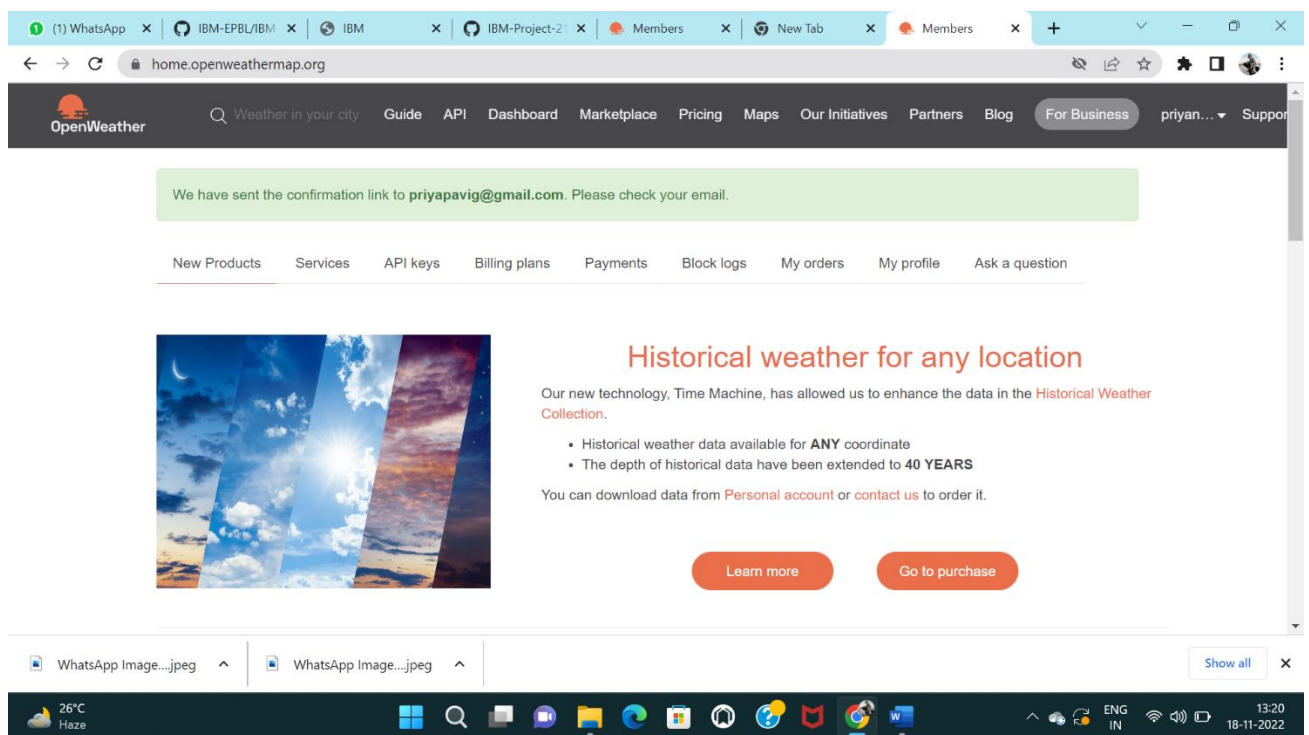 (1) WhatsApp
IBM-EPBL/IBM
IBM
IBM-Project-21
Members
New Tab
Members
home.openweathermap.org
OpenWeather
Weather in your city
Guide
API
Dashboard
Marketplace
Pricing
Maps
Our Initiatives
Partners
Blog
For Business
priyan...
Suppor
We have sent the confirmation link to priyapavig@gmail.com. Please check your email.
New Products
Services
API keys
Billing plans
Payments
Block logs
My orders
My profile
Ask a question
Historical weather for any location
Our new technology, Time Machine, has allowed us to enhance the data in the Historical Weather
Collection.
• Historical weather data available for ANY coordinate
• The depth of historical data have been extended to 40 YEARS
You can download data from Personal account or contact us to order it.
Learn more
Go to purchase
WhatsApp Image....jpeg
WhatsApp Image....jpeg
Show all
26°C
Haze
ENG
IN
13:20
18-11-2022